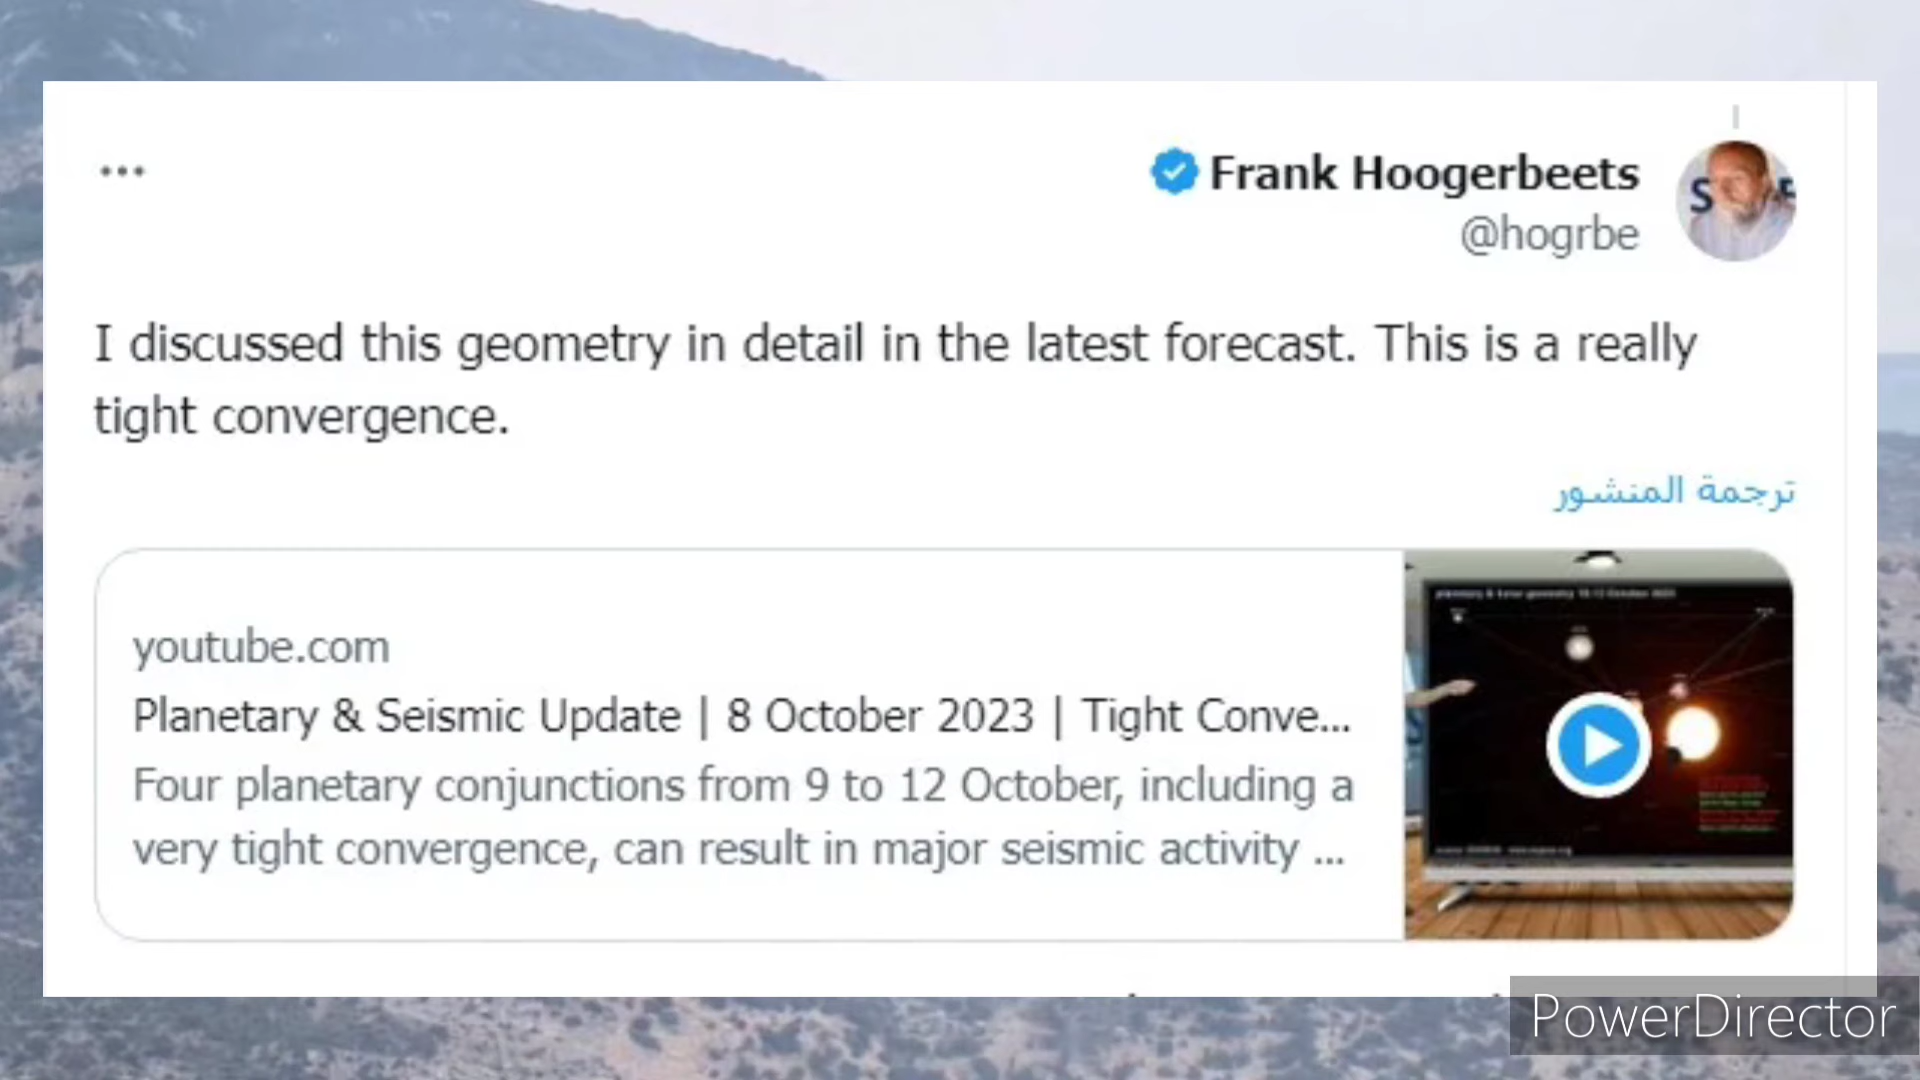 Frank Hoogerbeets
@hogrbe
I discussed this geometry in detail in the latest forecast. This is a really
tight convergence.
ترجمة المنشور
youtube.com
Planetary & Seismic Update | 8 October 2023 | Tight Conve...
Four planetary conjunctions from 9 to 12 October, including a
very tight convergence, can result in major seismic activity ...
PowerDirector